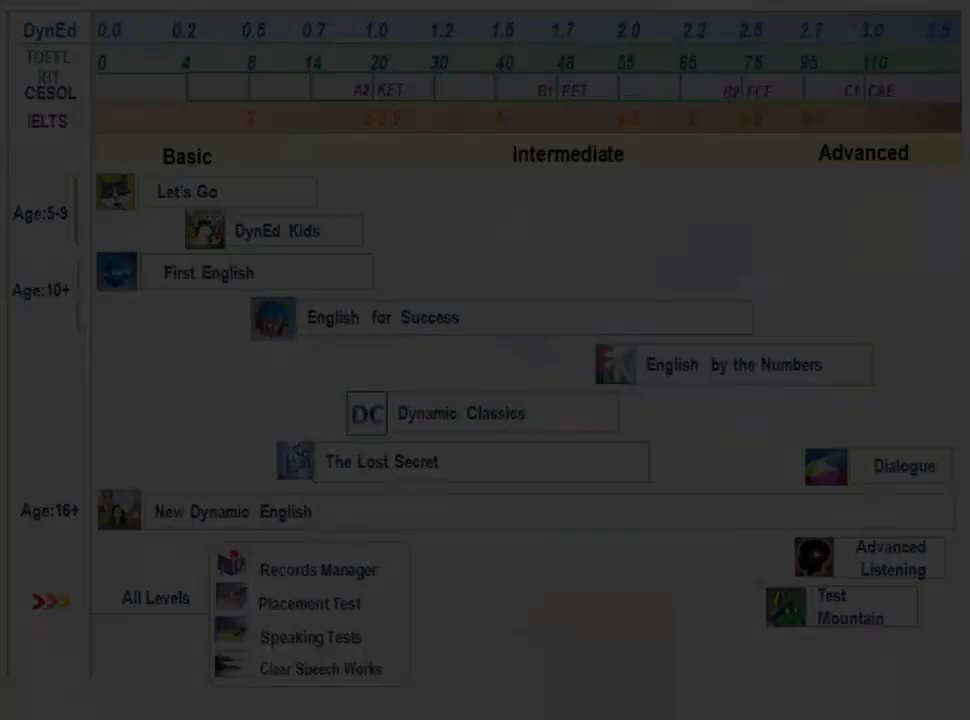 DynEd 0.0 0.2 0.5 0.7 1.0 1.2 1.5 1.7 2.0 2.2 2.5 2.7 3.0 3.5
TOEFL 0 4 8 14 20 30 40 48 55 65 75 95 110
iBT
CESOL A2 KET B1 PET B2 FCE C1 CAE
IELTS
Basic Intermediate Advanced
Age:5-9
Let's Go
DynEd Kids
Age:10+
First English
English for Success
English by the Numbers
DC Dynamic Classics
The Lost Secret
Dialogue
Age:16+
New Dynamic English
Advanced
Listening
All Levels
Records Manager
Placement Test
Speaking Tests
Clear Speech Works
Test
Mountain